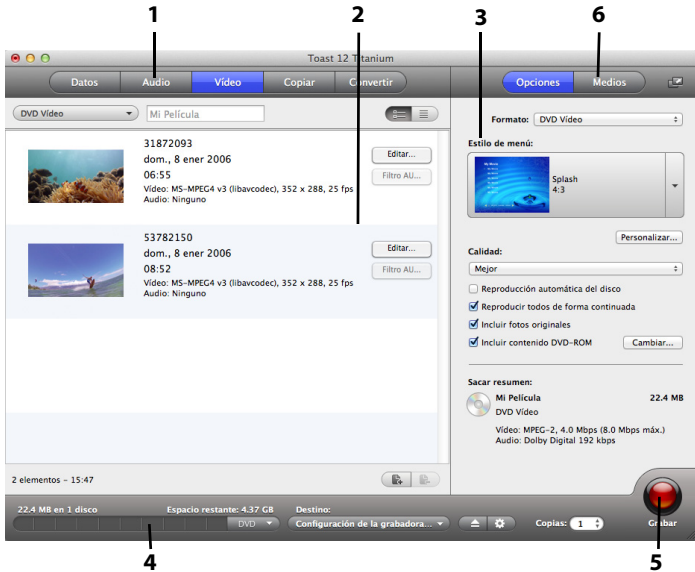 1
2
3
6
Toast 12 Titanium
Datos
Audio
Vídeo
Copiar
Convertir
Opciones
Medios
DVD Vídeo
Mi Película
Formato: DVD Vídeo
31872093
dom., 8 ener 2006
06:55
Vídeo: MS-MPEG4 v3 (libavcodec), 352 x 288, 25 fps
Audio: Ninguno
Editar...
Filtro AU...
Estilo de menú:
Splash
4:3
Personalizar...
53782150
dom., 8 ener 2006
08:52
Vídeo: MS-MPEG4 v3 (libavcodec), 352 x 288, 25 fps
Audio: Ninguno
Editar...
Filtro AU...
Calidad:
Mejor
Reproducción automática del disco
Reproducir todos de forma continuada
Incluir fotos originales
Incluir contenido DVD-ROM
Cambiar...
Sacar resumen:
Mi Película
22.4 MB
DVD Vídeo
Vídeo: MPEG-2, 4.0 Mbps (8.0 Mbps máx.)
Audio: Dolby Digital 192 kbps
2 elementos - 15:47
22.4 MB en 1 disco
Espacio restante: 4.37 GB
DVD
Destino:
Configuración de la grabadora...
Copias: 1
Grabar
4
5